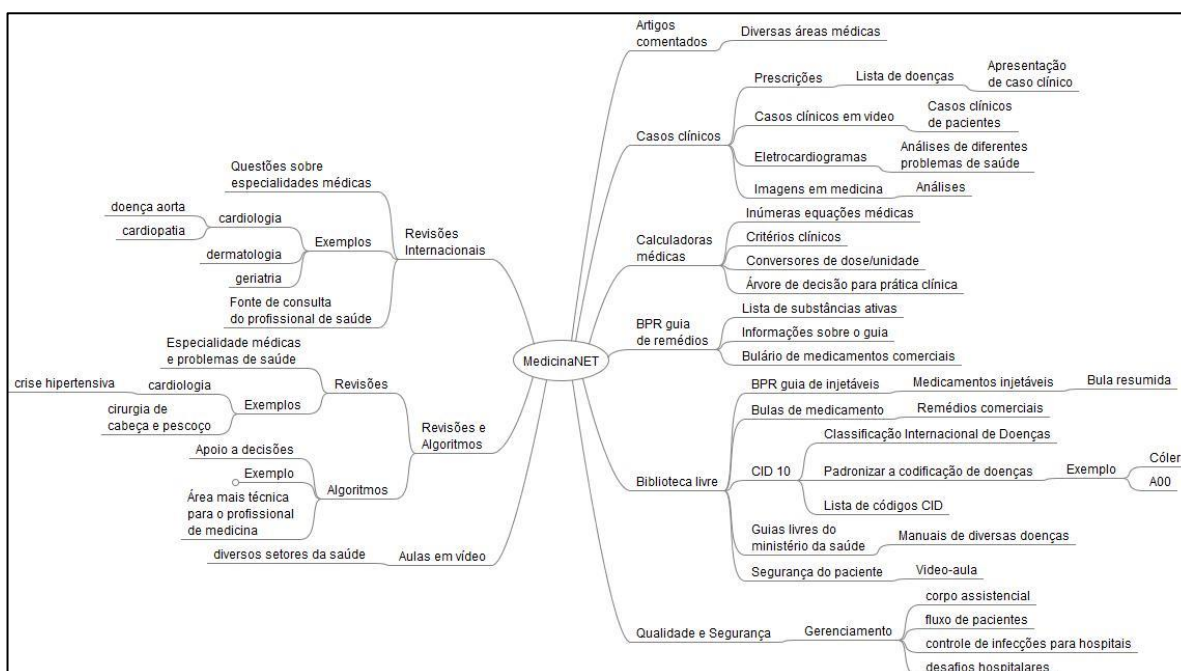 MedicinaNET
Artigos
comentados
Diversas áreas médicas
Casos clínicos
Prescrições
Lista de doenças
Apresentação
de caso clínico
Casos clínicos em video
Casos clínicos
de pacientes
Eletrocardiogramas
Análises de diferentes
problemas de saúde
Imagens em medicina
Análises
Calculadoras
médicas
Inúmeras equações médicas
Critérios clínicos
Conversores de dose/unidade
Árvore de decisão para prática clínica
BPR guia
de remédios
Lista de substâncias ativas
Informações sobre o guia
Bulário de medicamentos comerciais
Biblioteca livre
BPR guia de injetáveis
Medicamentos injetáveis
Bula resumida
Bulas de medicamento
Remédios comerciais
CID 10
Classificação Internacional de Doenças
Padronizar a codificação de doenças
Exemplo
Cóler
A00
Lista de códigos CID
Guias livres do
ministério da saúde
Manuais de diversas doenças
Segurança do paciente
Video-aula
Qualidade e Segurança
Gerenciamento
corpo assistencial
fluxo de pacientes
controle de infecções para hospitais
desafios hospitalares
Revisões
Internacionais
Questões sobre
especialidades médicas
Exemplos
cardiologia
doença aorta
cardiopatia
dermatologia
geriatria
Fonte de consulta
do profissional de saúde
Revisões e
Algoritmos
Revisões
Especialidade médicas
e problemas de saúde
Exemplos
cardiologia
crise hipertensiva
cirurgia de
cabeça e pescoço
Algoritmos
Apoio a decisões
Exemplo
Área mais técnica
para o profissional
de medicina
Aulas em vídeo
diversos setores da saúde